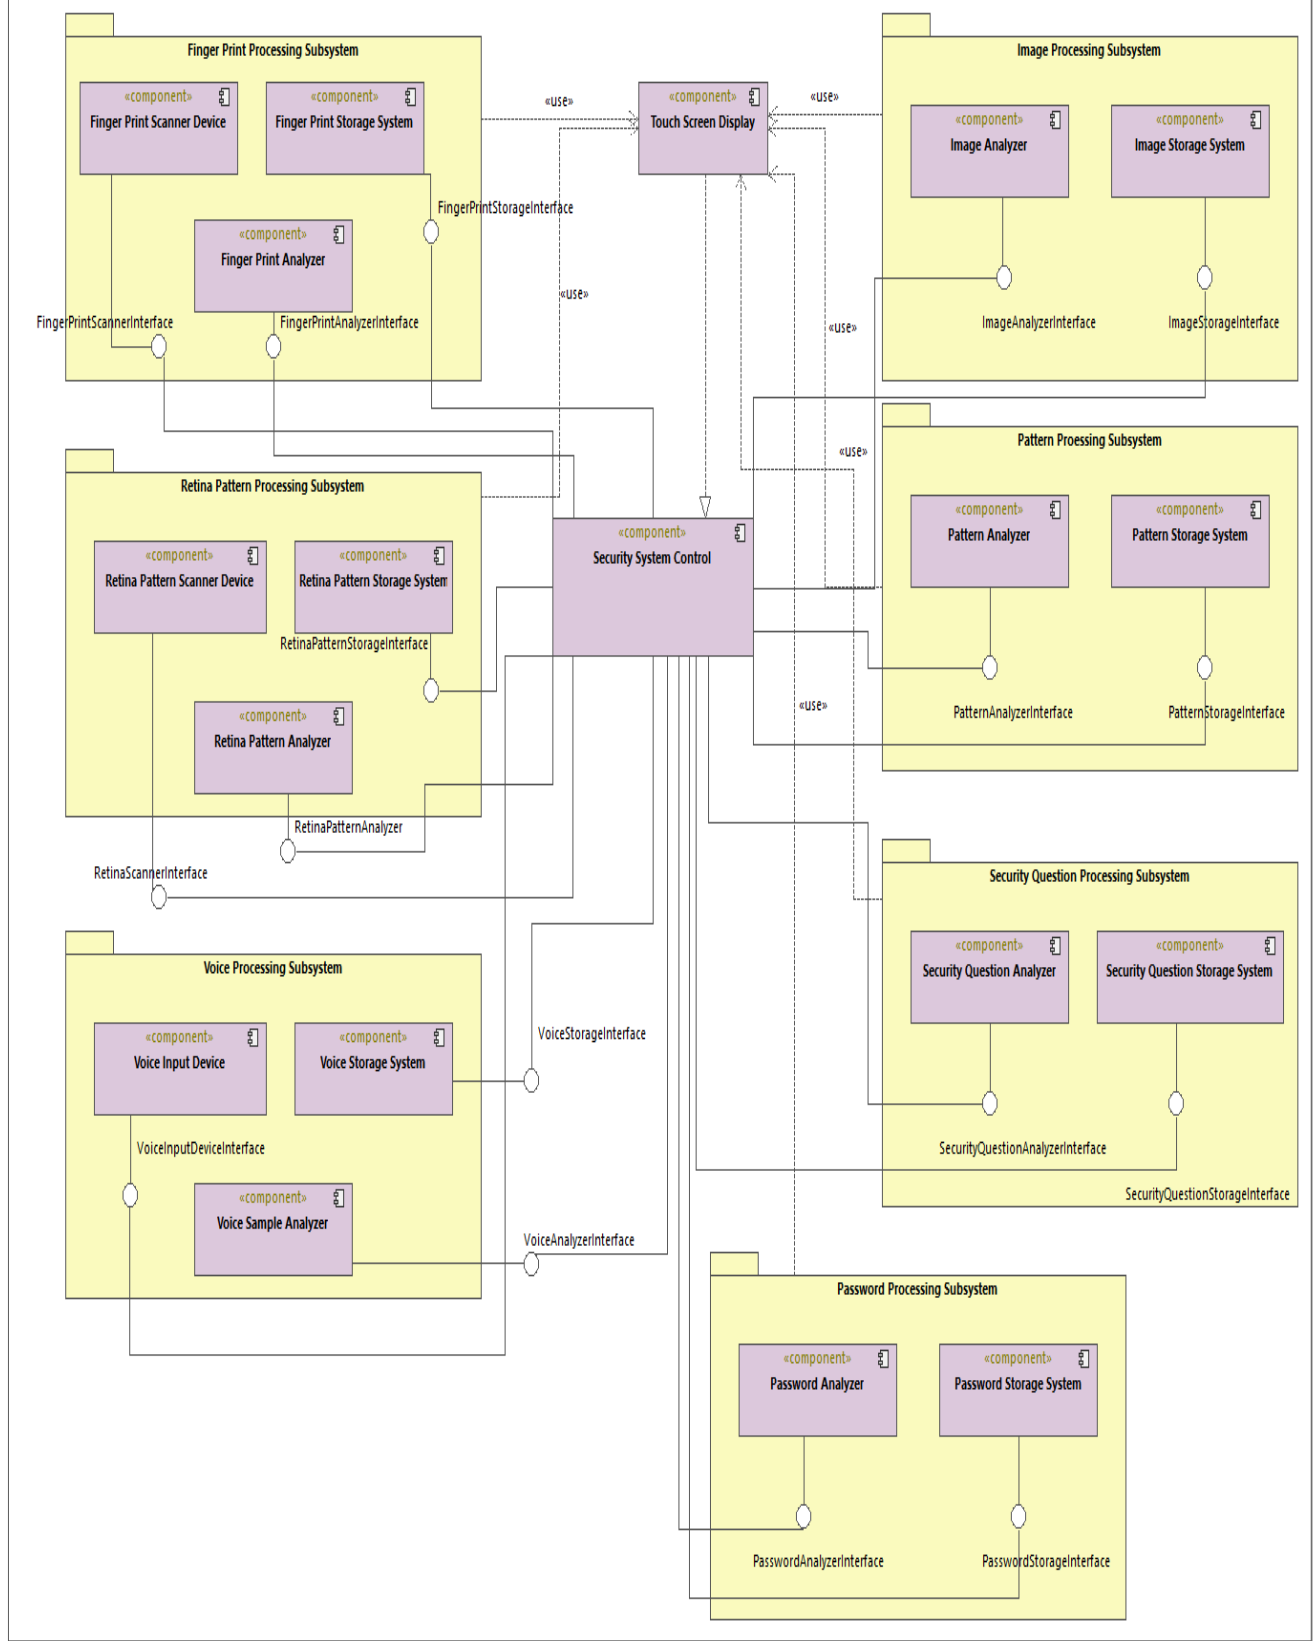 Finger Print Processing Subsystem
«component»
Finger Print Scanner Device
«component»
Finger Print Storage System
FingerPrintStorageInterface
«component»
Finger Print Analyzer
FingerPrintScannerInterface
FingerPrintAnalyzerInterface
«use»
«component»
Touch Screen Display
«use»
«use»
«use»
«use»
«use»
Image Processing Subsystem
«component»
Image Analyzer
«component»
Image Storage System
ImageAnalyzerInterface
ImageStorageInterface
Retina Pattern Processing Subsystem
«component»
Retina Pattern Scanner Device
«component»
Retina Pattern Storage System
RetinaPatternStorageInterface
«component»
Retina Pattern Analyzer
RetinaPatternAnalyzer
RetinaScannerInterface
«component»
Security System Control
Pattern Proessing Subsystem
«component»
Pattern Analyzer
«component»
Pattern Storage System
PatternAnalyzerInterface
PatternStorageInterface
Voice Processing Subsystem
«component»
Voice Input Device
«component»
Voice Storage System
VoiceStorageInterface
VoiceInputDeviceInterface
«component»
Voice Sample Analyzer
VoiceAnalyzerInterface
Security Question Processing Subsystem
«component»
Security Question Analyzer
«component»
Security Question Storage System
SecurityQuestionAnalyzerInterface
SecurityQuestionStorageInterface
Password Processing Subsystem
«component»
Password Analyzer
«component»
Password Storage System
PasswordAnalyzerInterface
PasswordStorageInterface